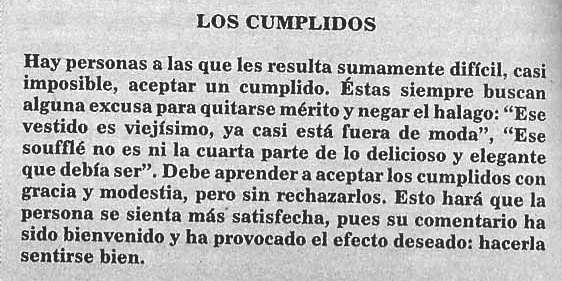 LOS CUMPLIDOS
Hay personas a las que les resulta sumamente difícil, casi
imposible, aceptar un cumplido. Éstas siempre buscan
alguna excusa para quitarse mérito y negar el halago: “Ese
vestido es viejísimo, ya casi está fuera de moda”, “Ese
soufflé no es ni la cuarta parte de lo delicioso y elegante
que debía ser”. Debe aprender a aceptar los cumplidos con
gracia y modestia, pero sin rechazarlos. Esto hará que la
persona se sienta más satisfecha, pues su comentario ha
sido bienvenido y ha provocado el efecto deseado: hacerla
sentirse bien.